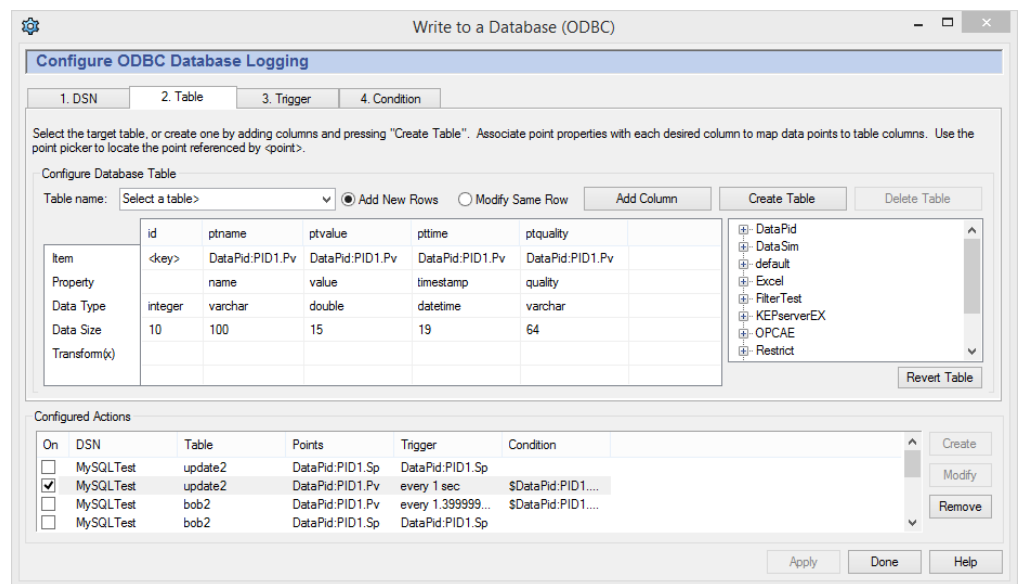 Write to a Database (ODBC)
Configure ODBC Database Logging
1. DSN 2. Table 3. Trigger 4. Condition
Select the target table, or create one by adding columns and pressing "Create Table". Associate point properties with each desired column to map data points to table columns. Use the
point picker to locate the point referenced by <point>.
Configure Database Table
Table name: Select a table> Add New Rows Modify Same Row Add Column Create Table Delete Table
id ptname ptvalue pttime ptquality
Item <key> DataPid:PID1.Pv DataPid:PID1.Pv DataPid:PID1.Pv DataPid:PID1.Pv
Property name value timestamp quality
Data Type integer varchar double datetime varchar
Data Size 10 100 15 19 64
Transform(x)
DataPid
DataSim
default
Excel
FilterTest
KEPserverEX
OPCAE
Restrict
Revert Table
Configured Actions
On DSN Table Points Trigger Condition
MySQLTest update2 DataPid:PID1.Sp DataPid:PID1.Sp
MySQLTest update2 DataPid:PID1.Pv every 1 sec $DataPid:PID1....
MySQLTest bob2 DataPid:PID1.Pv every 1.399999... $DataPid:PID1....
MySQLTest bob2 DataPid:PID1.Sp DataPid:PID1.Sp
Create
Modify
Remove
Apply Done Help